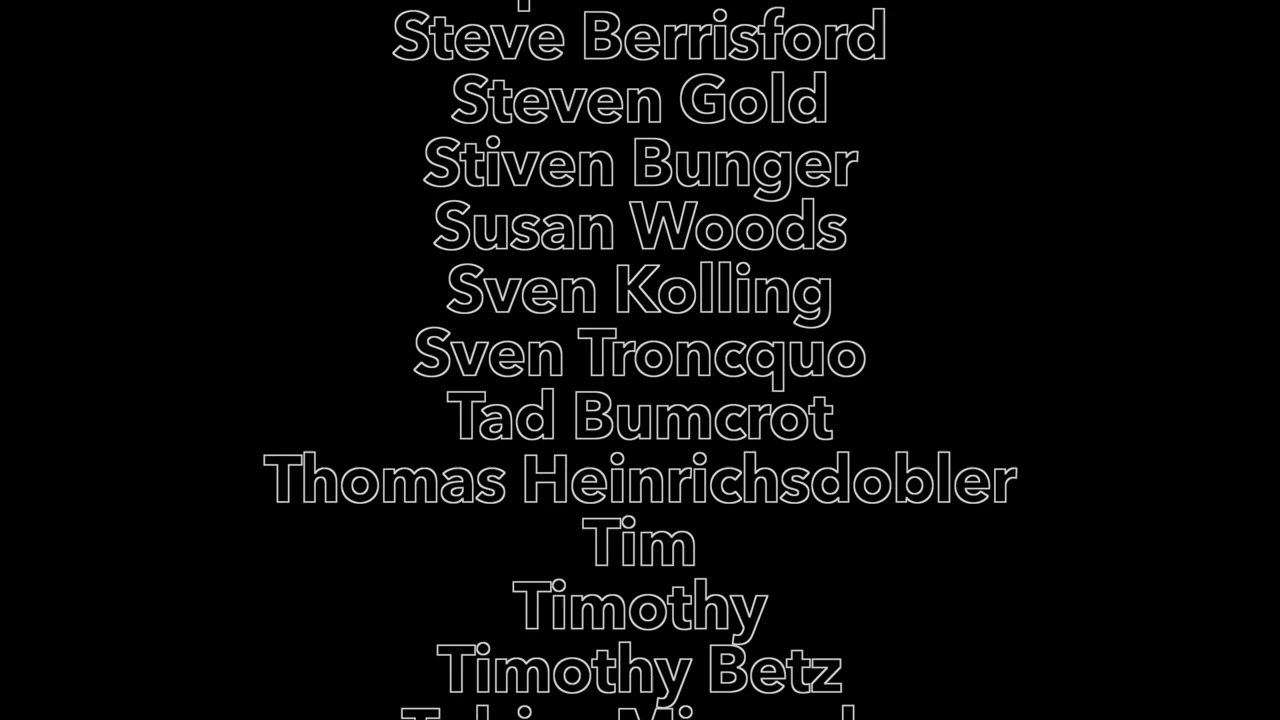 Steve Berrisford
Steven Gold
Stiven Bunger
Susan Woods
Sven Kolling
Sven Troncquo
Tad Bumcrot
Thomas Heinrichsdobler
Tim
Timothy
Timothy Betz